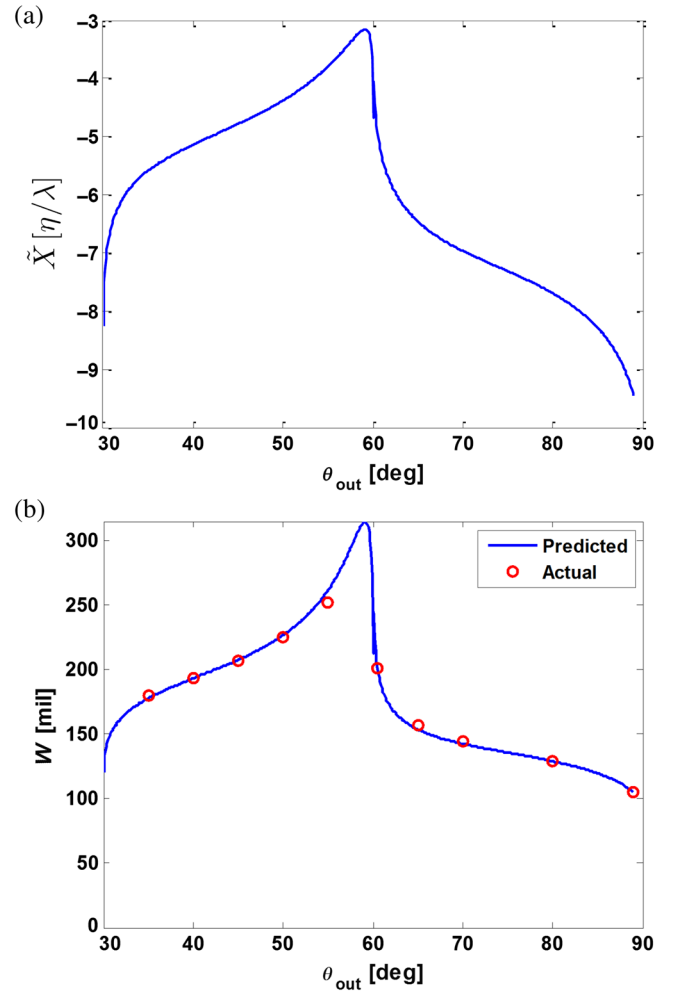 (a)
−3
−4
−5
−6
−7
−8
−9
−10
X̃ [η/λ]
30 40 50 60 70 80 90
θout [deg]
(b)
300
250
200
150
100
50
0
W [mil]
Predicted
Actual
30 40 50 60 70 80 90
θout [deg]